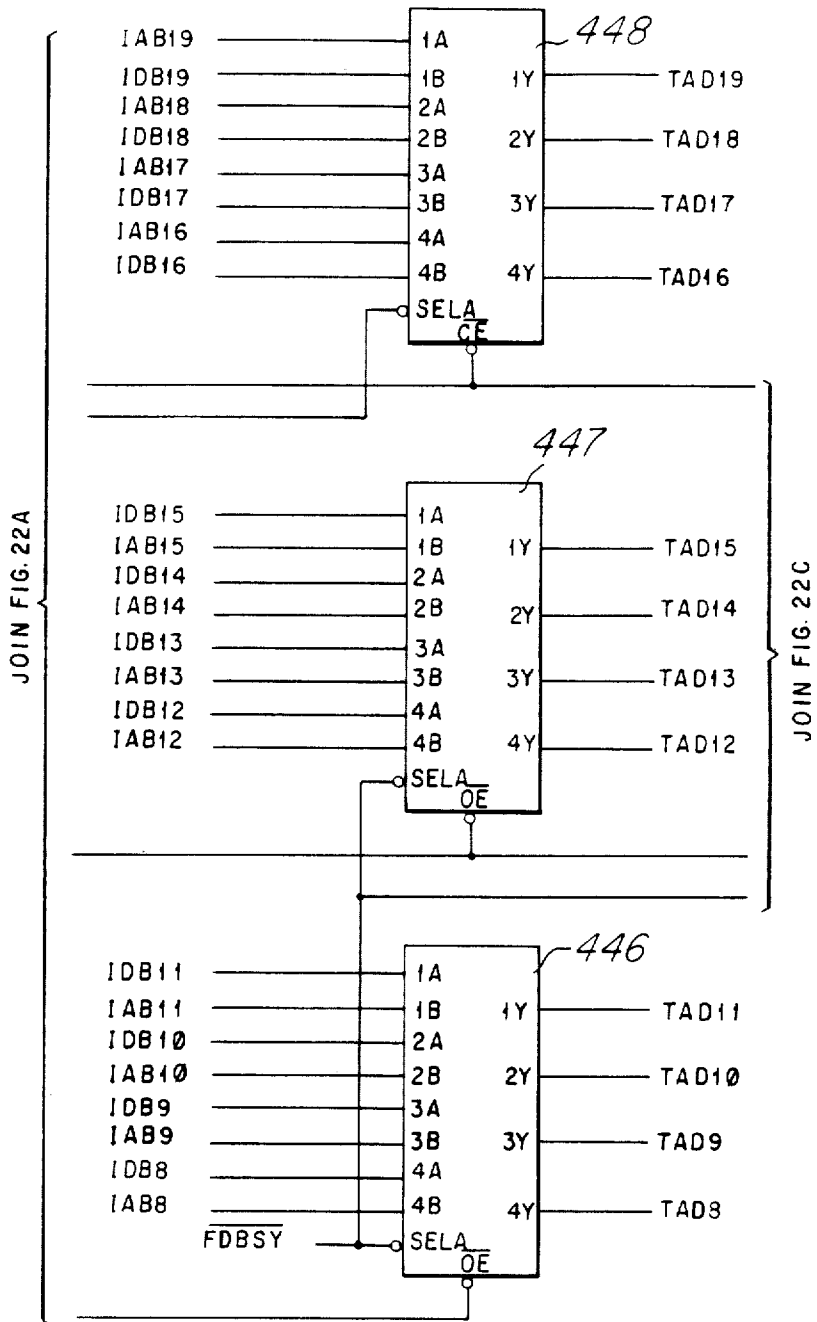 448
IAB19 1A
IDB19 1B 1Y TAD19
IAB18 2A
IDB18 2B 2Y TAD18
IAB17 3A
IDB17 3B 3Y TAD17
IAB16 4A
IDB16 4B 4Y TAD16
SELA
CE
447
IDB15 1A
IAB15 1B 1Y TAD15
IDB14 2A
IAB14 2B 2Y TAD14
IDB13 3A
IAB13 3B 3Y TAD13
IDB12 4A
IAB12 4B 4Y TAD12
SELA
OE
446
IDB11 1A
IAB11 1B 1Y TAD11
IDB10 2A
IAB10 2B 2Y TAD10
IDB9 3A
IAB9 3B 3Y TAD9
IDB8 4A
IAB8 4B 4Y TAD8
FDBSY SELA
OE
JOIN FIG. 22A
JOIN FIG. 22C